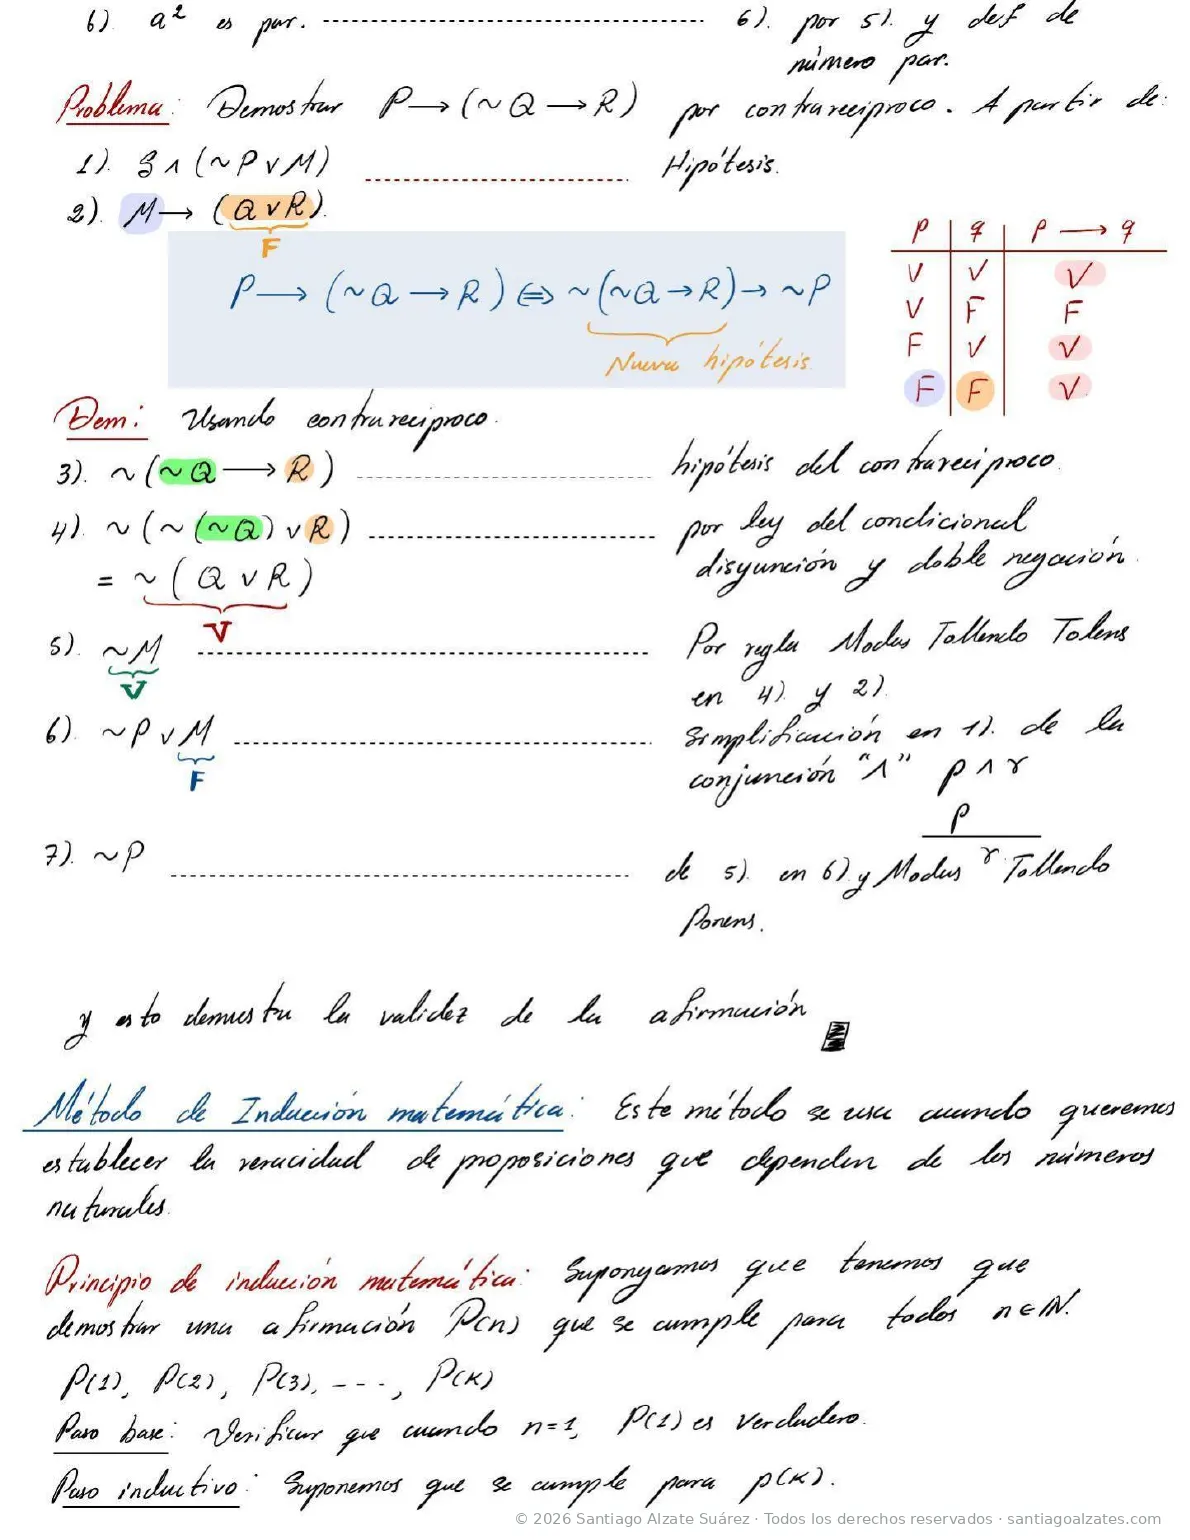 6). a² es par. ---------- 6). por 5). y def de
número par.
Problema: Demostrar P → (~Q → R) por contrareciproco. A partir de:
1). S ∧ (~P ∨ M) ---------- Hipótesis.
2). M → (Q ∨ R).
F
P → (~Q → R) ⇔ ~(~Q → R) → ~P
Nueva hipótesis
p | q | p → q
V | V | V
V | F | F
F | V | V
F | F | V
Dem: Usando contrareciproco.
3). ~(~Q → R) ---------- hipótesis del contrareciproco.
4). ~(~(~Q) ∨ R) ---------- por ley del condicional
disyunción y doble negación.
= ~(Q ∨ R)
V
5). ~M ---------- Por regla Modus Tollendo Tolens
V
en 4). y 2).
6). ~P ∨ M ---------- Simplificación en 1). de la
F
conjunción "∧" p ∧ r
p
r
7). ~P ---------- de 5). en 6). y Modus Tollendo
Ponens.
y esto demuestra la validez de la afirmación
Método de Inducción matemática: Este método se usa cuando queremos
establecer la veracidad de proposiciones que dependen de los números
naturales.
Principio de inducción matemática: Supongamos que tenemos que
demostrar una afirmación P(n) que se cumple para todos n ∈ ℕ.
P(1), P(2), P(3), ----, P(K)
Paso base: Verificar que cuando n=1, P(1) es verdadero.
Paso inductivo: Suponemos que se cumple para p(K).
© 2026 Santiago Alzate Suárez · Todos los derechos reservados · santiagoalzates.com